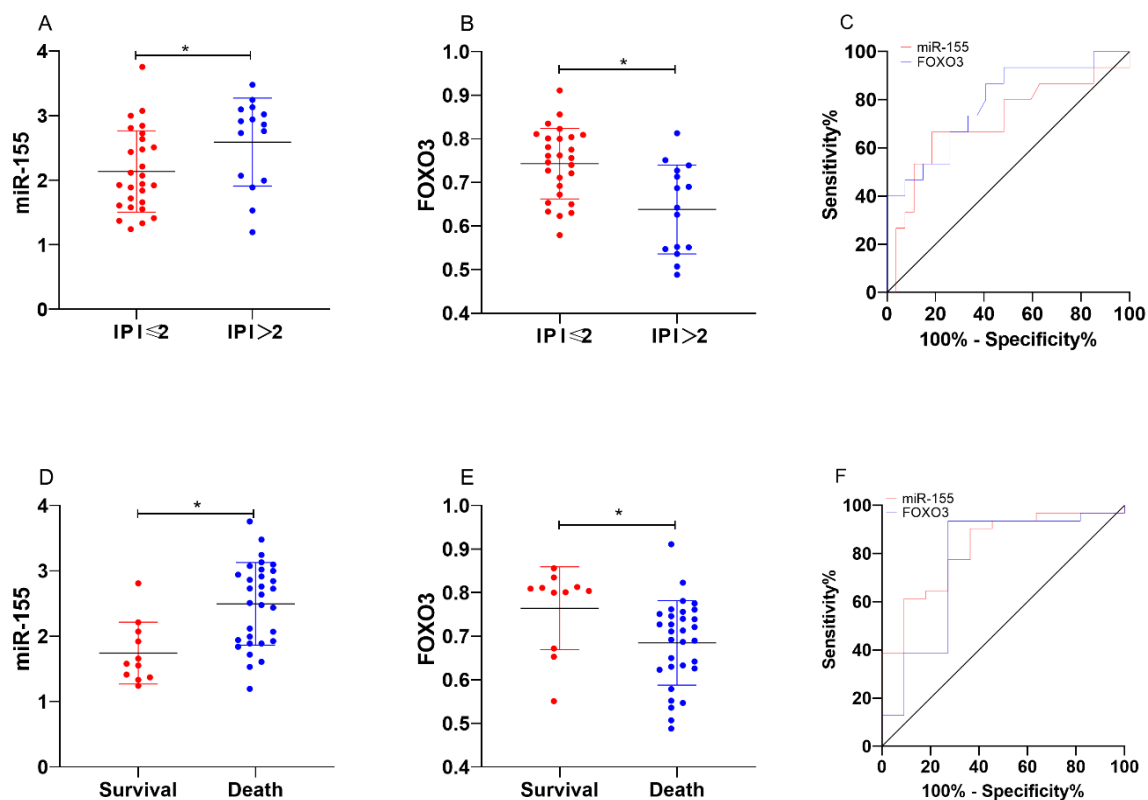 A
*
miR-155
4
3
2
1
0
IPI≤2
IPI>2
B
*
FOXO3
1.0
0.9
0.8
0.7
0.6
0.5
0.4
IPI≤2
IPI>2
C
miR-155
FOXO3
Sensitivity%
100
80
60
40
20
0
0 20 40 60 80 100
100% - Specificity%
D
*
miR-155
4
3
2
1
0
Survival
Death
E
*
FOXO3
1.0
0.9
0.8
0.7
0.6
0.5
0.4
Survival
Death
F
miR-155
FOXO3
Sensitivity%
100
80
60
40
20
0
0 20 40 60 80 100
100% - Specificity%